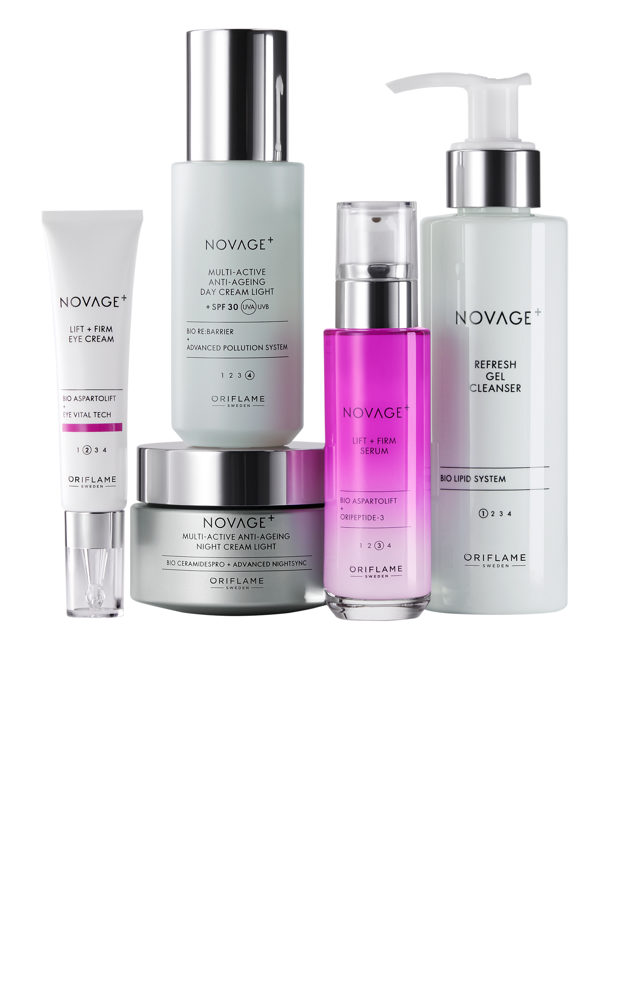 NOVAGE+
LIFT + FIRM
EYE CREAM
BIO ASPARTOLIFT
+
EYE VITAL TECH
1 2 3 4
ORIFLAME
SWEDEN
NOVAGE+
MULTI-ACTIVE
ANTI-AGEING
DAY CREAM LIGHT
+ SPF 30 UVA UVB
BIO RE:BARRIER
+
ADVANCED POLLUTION SYSTEM
1 2 3 4
ORIFLAME
SWEDEN
NOVAGE+
MULTI-ACTIVE ANTI-AGEING
NIGHT CREAM LIGHT
BIO CERAMIDESPRO + ADVANCED NIGHTSYNC
ORIFLAME
SWEDEN
NOVAGE+
LIFT + FIRM
SERUM
BIO ASPARTOLIFT
+
ORIPEPTIDE-3
1 2 3 4
ORIFLAME
SWEDEN
NOVAGE+
REFRESH
GEL
CLEANSER
BIO LIPID SYSTEM
1 2 3 4
ORIFLAME
SWEDEN